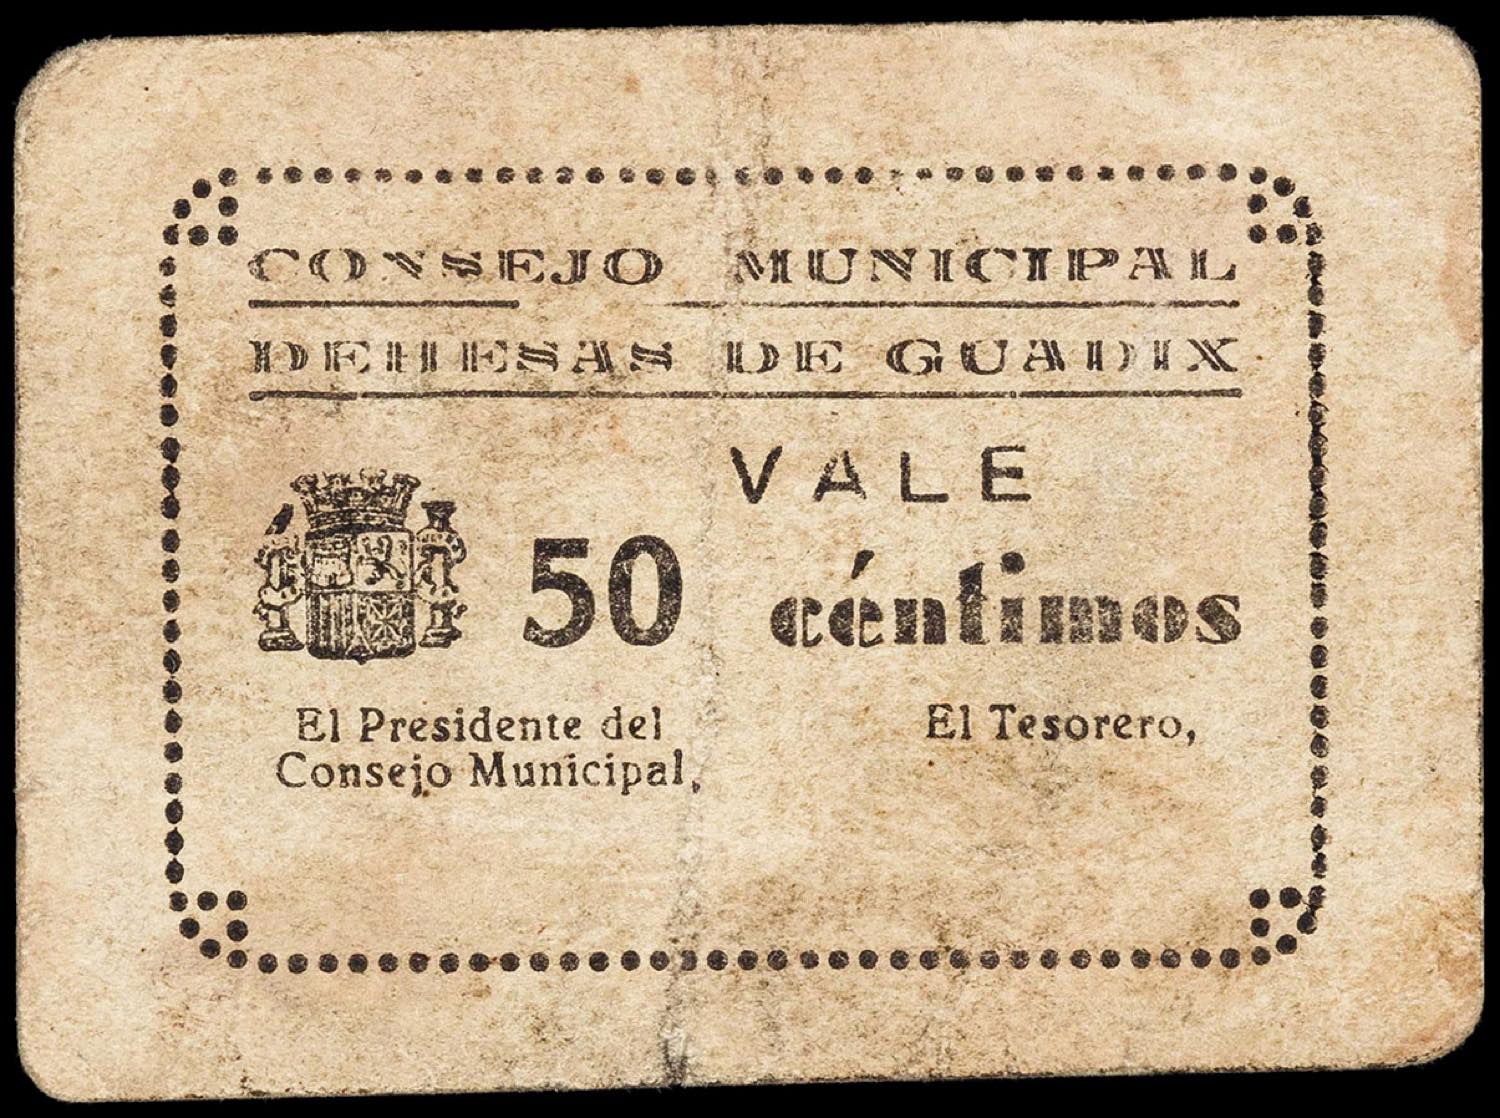 CONSEJO MUNICIPAL
DEHESAS DE GUADIX
VALE
50 céntimos
El Presidente del
Consejo Municipal,
El Tesorero,